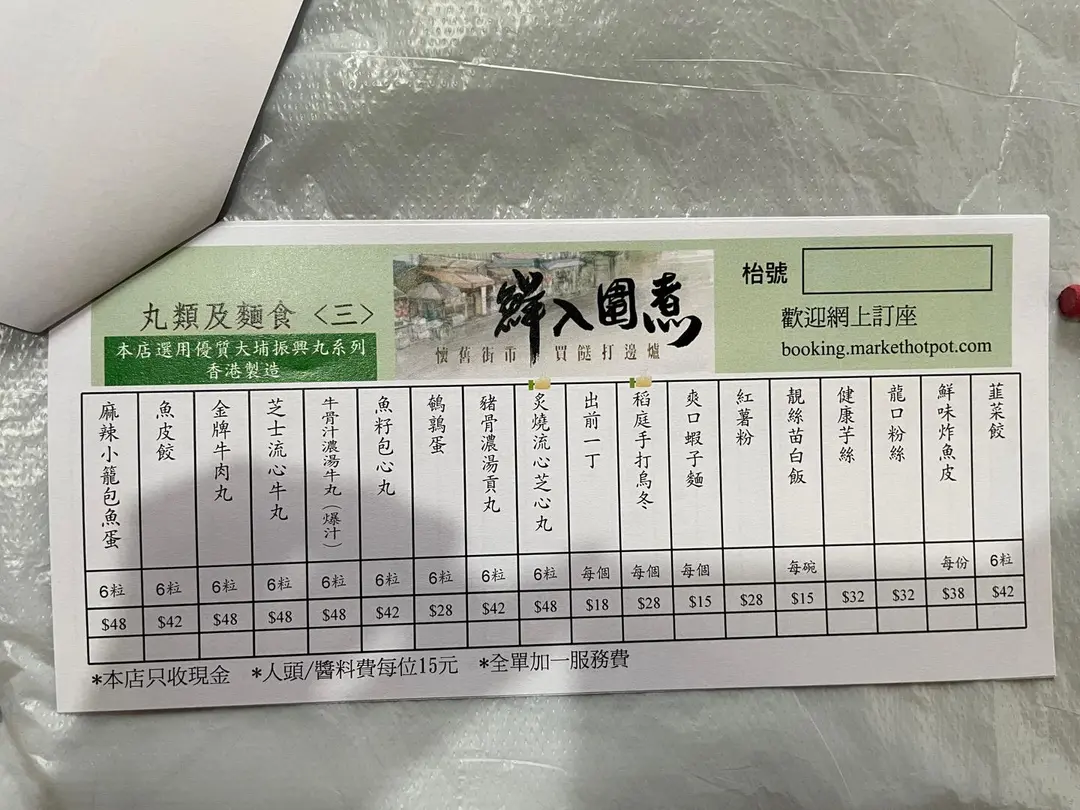 丸類及麵食〈三〉
本店選用優質大埔振興丸系列
香港製造
鮮入圍煮
懷舊街市 買餸打邊爐
枱號
歡迎網上訂座
booking.markethotpot.com
麻辣小籠包魚蛋 6粒 $48
魚皮餃 6粒 $42
金牌牛肉丸 6粒 $48
芝士流心牛丸 6粒 $48
牛骨汁濃湯牛丸（爆汁） 6粒 $48
魚籽包心丸 6粒 $42
鵪鶉蛋 6粒 $28
豬骨濃湯貢丸 6粒 $42
炙燒流心芝心丸 6粒 $48
出前一丁 每個 $18
稻庭手打烏冬 每個 $28
爽口蝦子麵 每個 $15
紅薯粉 $28
靚絲苗白飯 每碗 $15
健康芋絲 $32
龍口粉絲 $32
鮮味炸魚皮 每份 $38
韮菜餃 6粒 $42
*本店只收現金 *人頭/醬料費每位15元 *全單加一服務費